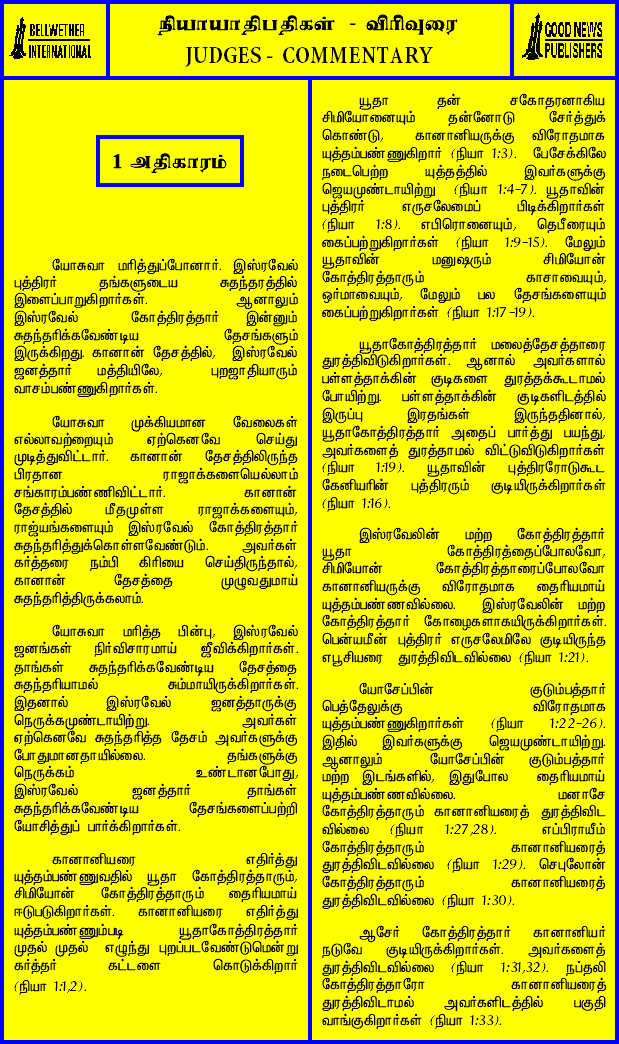 BELLWETHER
INTERNATIONAL
நியாயாதிபதிகள் - விரிவுரை
JUDGES - COMMENTARY
GOOD NEWS
PUBLISHERS
1 அதிகாரம்
யோசுவா மரித்துப்போனார். இஸ்ரவேல்
புத்திரர் தங்களுடைய சுதந்தரத்தில்
இளைப்பாறுகிறார்கள். ஆனாலும்
இஸ்ரவேல் கோத்திரத்தார் இன்னும்
சுதந்தரிக்கவேண்டிய தேசங்களும்
இருக்கிறது. கானான் தேசத்தில், இஸ்ரவேல்
ஜனத்தார் மத்தியிலே, புறஜாதியாரும்
வாசம்பண்ணுகிறார்கள்.
யோசுவா முக்கியமான வேலைகள்
எல்லாவற்றையும் ஏற்கெனவே செய்து
முடித்துவிட்டார். கானான் தேசத்திலிருந்த
பிரதான ராஜாக்களையெல்லாம்
சங்காரம்பண்ணிவிட்டார். கானான்
தேசத்தில் மீதமுள்ள ராஜாக்களையும்,
ராஜ்யங்களையும் இஸ்ரவேல் கோத்திரத்தார்
சுதந்தரித்துக்கொள்ளவேண்டும். அவர்கள்
கர்த்தரை நம்பி கிரியை செய்திருந்தால்,
கானான் தேசத்தை முழுவதுமாய்
சுதந்தரித்திருக்கலாம்.
யோசுவா மரித்த பின்பு, இஸ்ரவேல்
ஜனங்கள் நிர்விசாரமாய் ஜீவிக்கிறார்கள்.
தாங்கள் சுதந்தரிக்கவேண்டிய தேசத்தை
சுதந்தரியாமல் சும்மாயிருக்கிறார்கள்.
இதனால் இஸ்ரவேல் ஜனத்தாருக்கு
நெருக்கமுண்டாயிற்று. அவர்கள்
ஏற்கெனவே சுதந்தரித்த தேசம் அவர்களுக்கு
போதுமானதாயில்லை. தங்களுக்கு
நெருக்கம் உண்டானபோது,
இஸ்ரவேல் ஜனத்தார் தாங்கள்
சுதந்தரிக்கவேண்டிய தேசங்களைப்பற்றி
யோசித்துப் பார்க்கிறார்கள்.
கானானியரை எதிர்த்து
யுத்தம்பண்ணுவதில் யூதா கோத்திரத்தாரும்,
சிமியோன் கோத்திரத்தாரும் தைரியமாய்
ஈடுபடுகிறார்கள். கானானியரை எதிர்த்து
யுத்தம்பண்ணும்படி யூதாகோத்திரத்தார்
முதல் முதல் எழுந்து புறப்படவேண்டுமென்று
கர்த்தர் கட்டளை கொடுக்கிறார்
(நியா 1:1,2).
யூதா தன் சகோதரனாகிய
சிமியோனையும் தன்னோடு சேர்த்துக்
கொண்டு, கானானியருக்கு விரோதமாக
யுத்தம்பண்ணுகிறார் (நியா 1:3). பேசேக்கிலே
நடைபெற்ற யுத்தத்தில் இவர்களுக்கு
ஜெயமுண்டாயிற்று (நியா 1:4-7). யூதாவின்
புத்திரர் எருசலேமைப் பிடிக்கிறார்கள்
(நியா 1:8). எபிரொனையும், தெபீரையும்
கைப்பற்றுகிறார்கள் (நியா 1:9-15). மேலும்
யூதாவின் மனுஷரும் சிமியோன்
கோத்திரத்தாரும் காசாவையும்,
ஒர்மாவையும், மேலும் பல தேசங்களையும்
கைப்பற்றுகிறார்கள் (நியா 1:17-19).
யூதாகோத்திரத்தார் மலைத்தேசத்தாரை
துரத்திவிடுகிறார்கள். ஆனால் அவர்களால்
பள்ளத்தாக்கின் குடிகளை துரத்தக்கூடாமல்
போயிற்று. பள்ளத்தாக்கின் குடிகளிடத்தில்
இருப்பு இரதங்கள் இருந்ததினால்,
யூதாகோத்திரத்தார் அதைப் பார்த்து பயந்து,
அவர்களைத் துரத்தாமல் விட்டுவிடுகிறார்கள்
(நியா 1:19). யூதாவின் புத்திரரோடுகூட
கேனியரின் புத்திரரும் குடியிருக்கிறார்கள்
(நியா 1:16).
இஸ்ரவேலின் மற்ற கோத்திரத்தார்
யூதா கோத்திரத்தைப்போலவோ,
சிமியோன் கோத்திரத்தாரைப்போலவோ
கானானியருக்கு விரோதமாக தைரியமாய்
யுத்தம்பண்ணவில்லை. இஸ்ரவேலின் மற்ற
கோத்திரத்தார் கோழைகளாகயிருக்கிறார்கள்.
பென்யமீன் புத்திரர் எருசலேமிலே குடியிருந்த
எபூசியரை துரத்திவிடவில்லை (நியா 1:21).
யோசேப்பின் குடும்பத்தார்
பெத்தேலுக்கு விரோதமாக
யுத்தம்பண்ணுகிறார்கள் (நியா 1:22-26).
இதில் இவர்களுக்கு ஜெயமுண்டாயிற்று.
ஆனாலும் யோசேப்பின் குடும்பத்தார்
மற்ற இடங்களில், இதுபோல தைரியமாய்
யுத்தம்பண்ணவில்லை. மனாசே
கோத்திரத்தாரும் கானானியரைத் துரத்திவிட
வில்லை (நியா 1:27,28). எப்பிராயீம்
கோத்திரத்தாரும் கானானியரைத்
துரத்திவிடவில்லை (நியா 1:29). செபுலோன்
கோத்திரத்தாரும் கானானியரைத்
துரத்திவிடவில்லை (நியா 1:30).
ஆசேர் கோத்திரத்தார் கானானியர்
நடுவே குடியிருக்கிறார்கள். அவர்களைத்
துரத்திவிடவில்லை (நியா 1:31,32). நப்தலி
கோத்திரத்தாரோ கானானியரைத்
துரத்திவிடாமல் அவர்களிடத்தில் பகுதி
வாங்குகிறார்கள் (நியா 1:33).